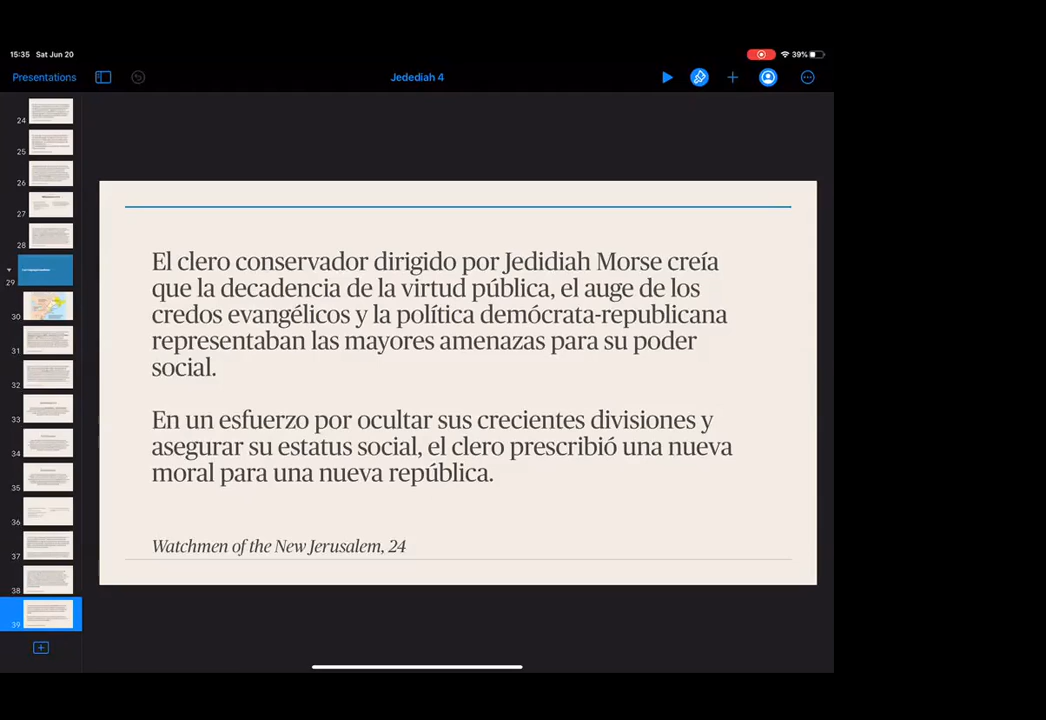 15:35 Sat Jun 20
39%
Presentations
Jedediah 4
24
25
26
27
28
29
30
31
32
33
34
35
36
37
38
39
El clero conservador dirigido por Jedidiah Morse creía
que la decadencia de la virtud pública, el auge de los
credos evangélicos y la política demócrata-republicana
representaban las mayores amenazas para su poder
social.
En un esfuerzo por ocultar sus crecientes divisiones y
asegurar su estatus social, el clero prescribió una nueva
moral para una nueva república.
Watchmen of the New Jerusalem, 24